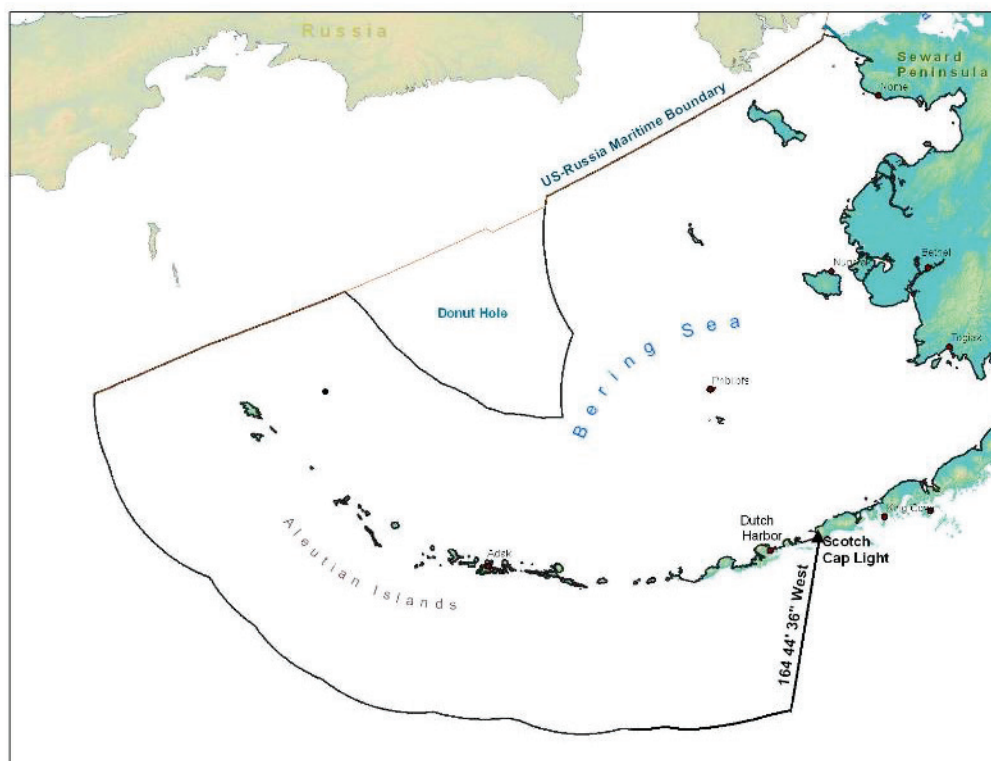 Russia
Seward
Peninsula
Nome
US-Russia Maritime Boundary
Bethel
Donut Hole
Togiak
Bering Sea
Pribilofs
Dutch
Harbor
King Cove
Scotch
Cap Light
Adak
Aleutian Islands
164 44' 36" West